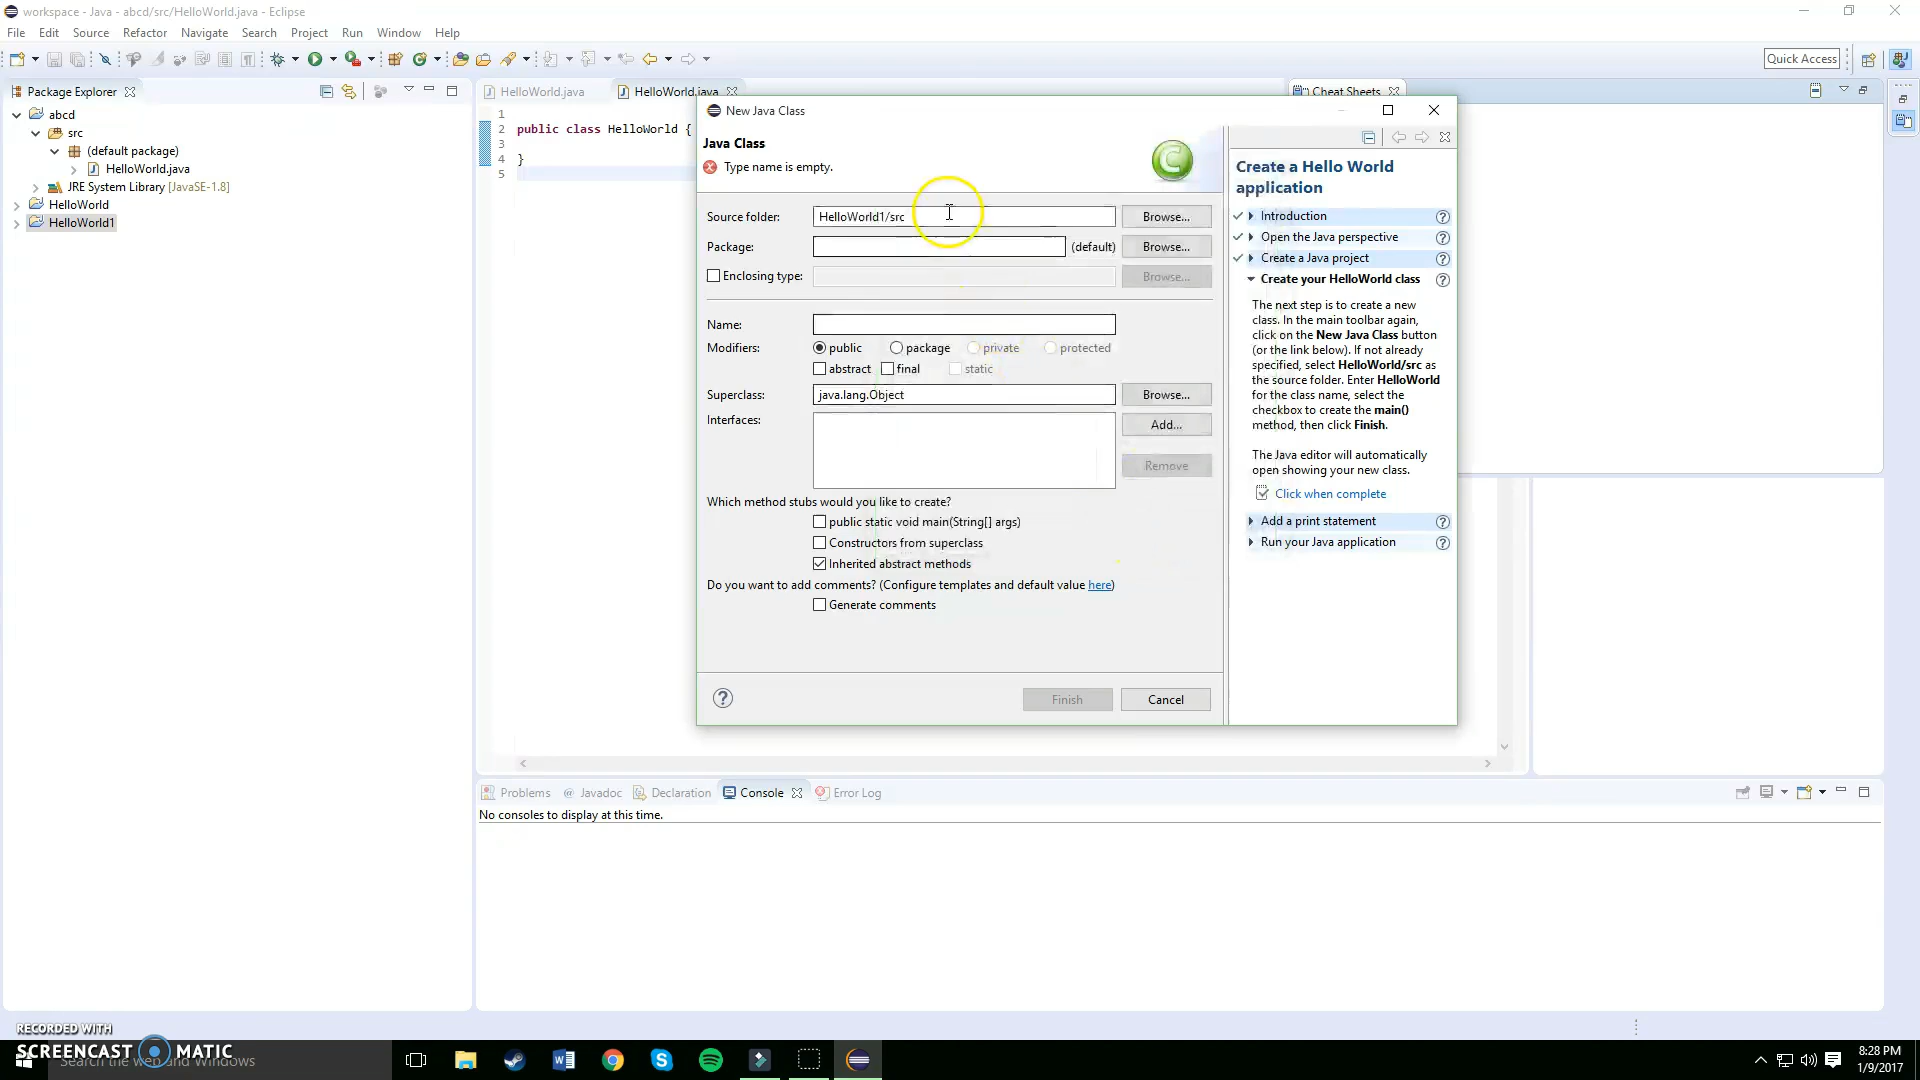 workspace - Java - abcd/src/HelloWorld.java - Eclipse
File Edit Source Refactor Navigate Search Project Run Window Help
Quick Access
Package Explorer
abcd
src
(default package)
HelloWorld.java
JRE System Library [JavaSE-1.8]
HelloWorld
HelloWorld1
HelloWorld.java HelloWorld.java
1
2 public class HelloWorld {
3
4 }
5
Cheat Sheets
New Java Class
Java Class
Type name is empty.
Source folder: HelloWorld1/src Browse...
Package: (default) Browse...
Enclosing type: Browse...
Name:
Modifiers: public package private protected
abstract final static
Superclass: java.lang.Object Browse...
Interfaces: Add...
Remove
Which method stubs would you like to create?
public static void main(String[] args)
Constructors from superclass
Inherited abstract methods
Do you want to add comments? (Configure templates and default value here)
Generate comments
Finish Cancel
Create a Hello World
application
Introduction
Open the Java perspective
Create a Java project
Create your HelloWorld class
The next step is to create a new
class. In the main toolbar again,
click on the New Java Class button
(or the link below). If not already
specified, select HelloWorld/src as
the source folder. Enter HelloWorld
for the class name, select the
checkbox to create the main()
method, then click Finish.
The Java editor will automatically
open showing your new class.
Click when complete
Add a print statement
Run your Java application
Problems @ Javadoc Declaration Console Error Log
No consoles to display at this time.
RECORDED WITH
SCREENCAST MATIC
Search the web and Windows
8:28 PM
1/9/2017